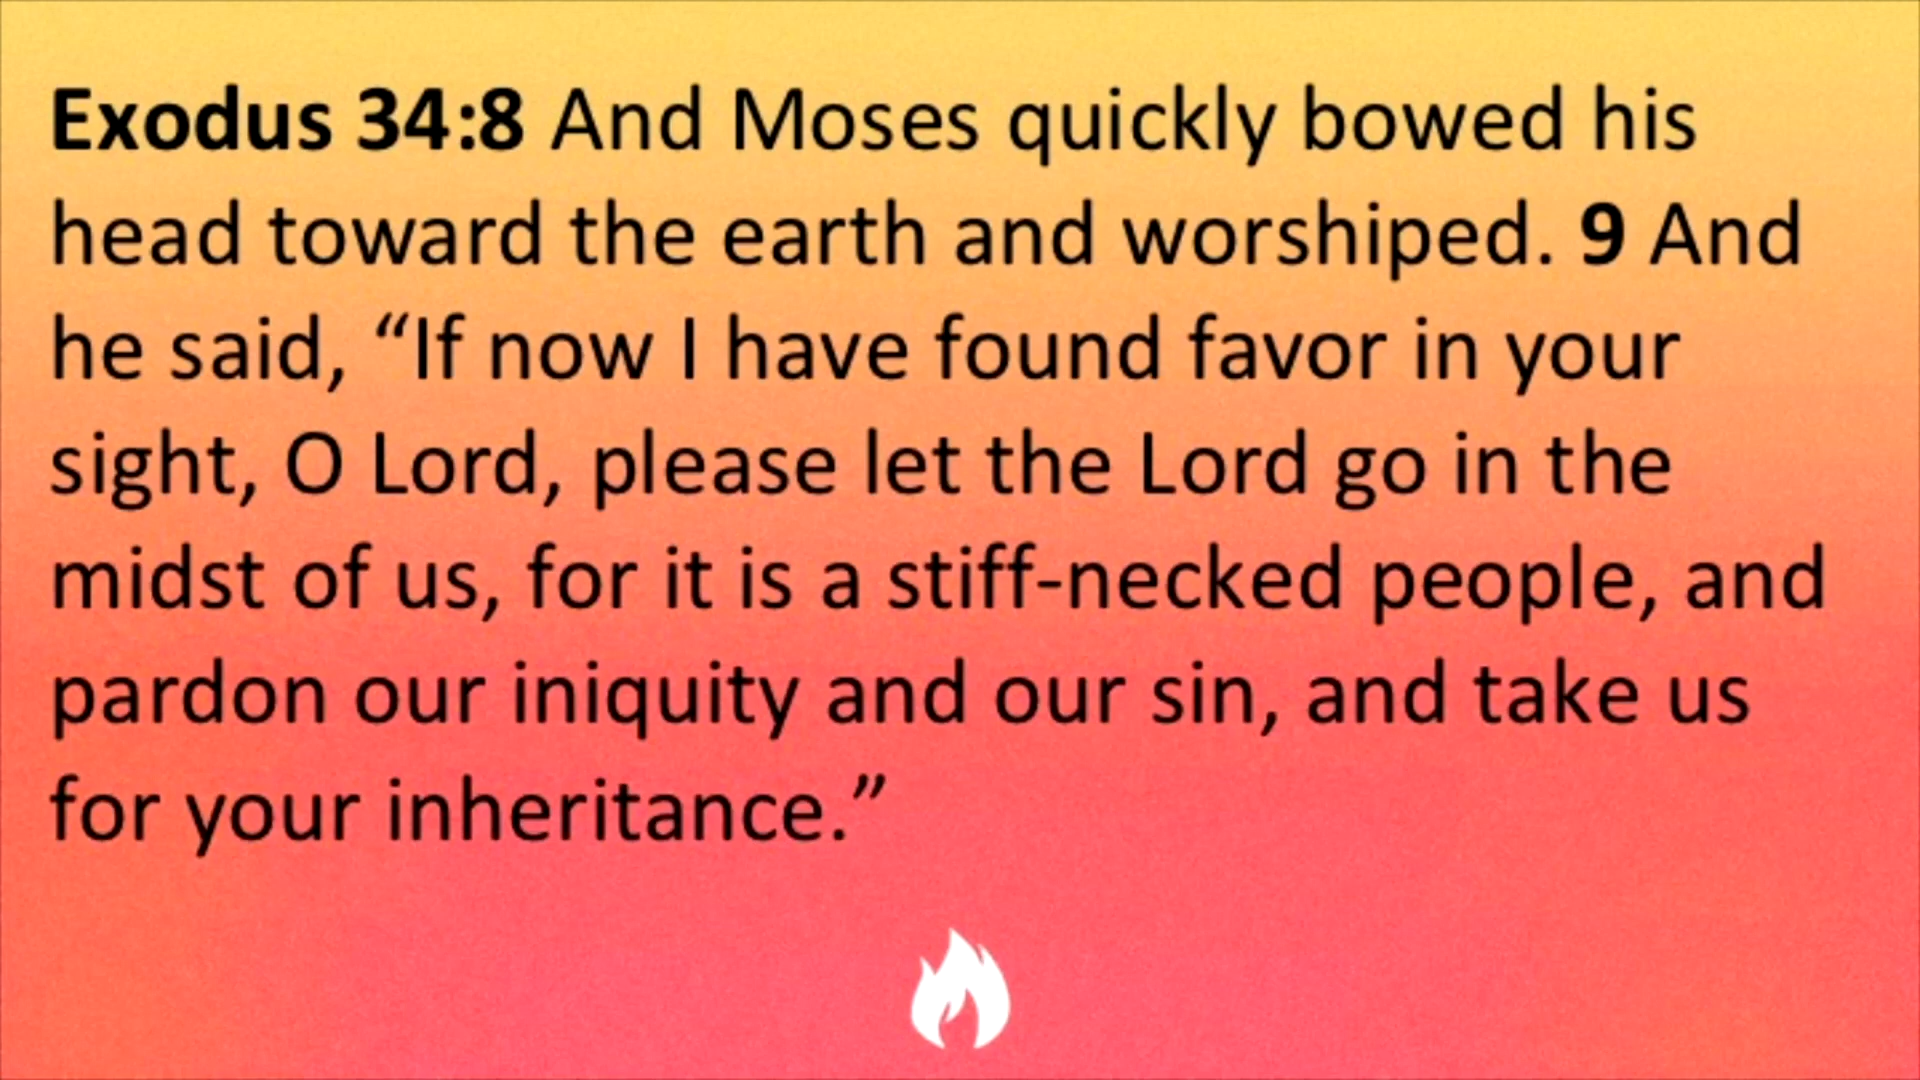 Exodus 34:8 And Moses quickly bowed his
head toward the earth and worshiped. 9 And
he said, “If now I have found favor in your
sight, O Lord, please let the Lord go in the
midst of us, for it is a stiff-necked people, and
pardon our iniquity and our sin, and take us
for your inheritance.”